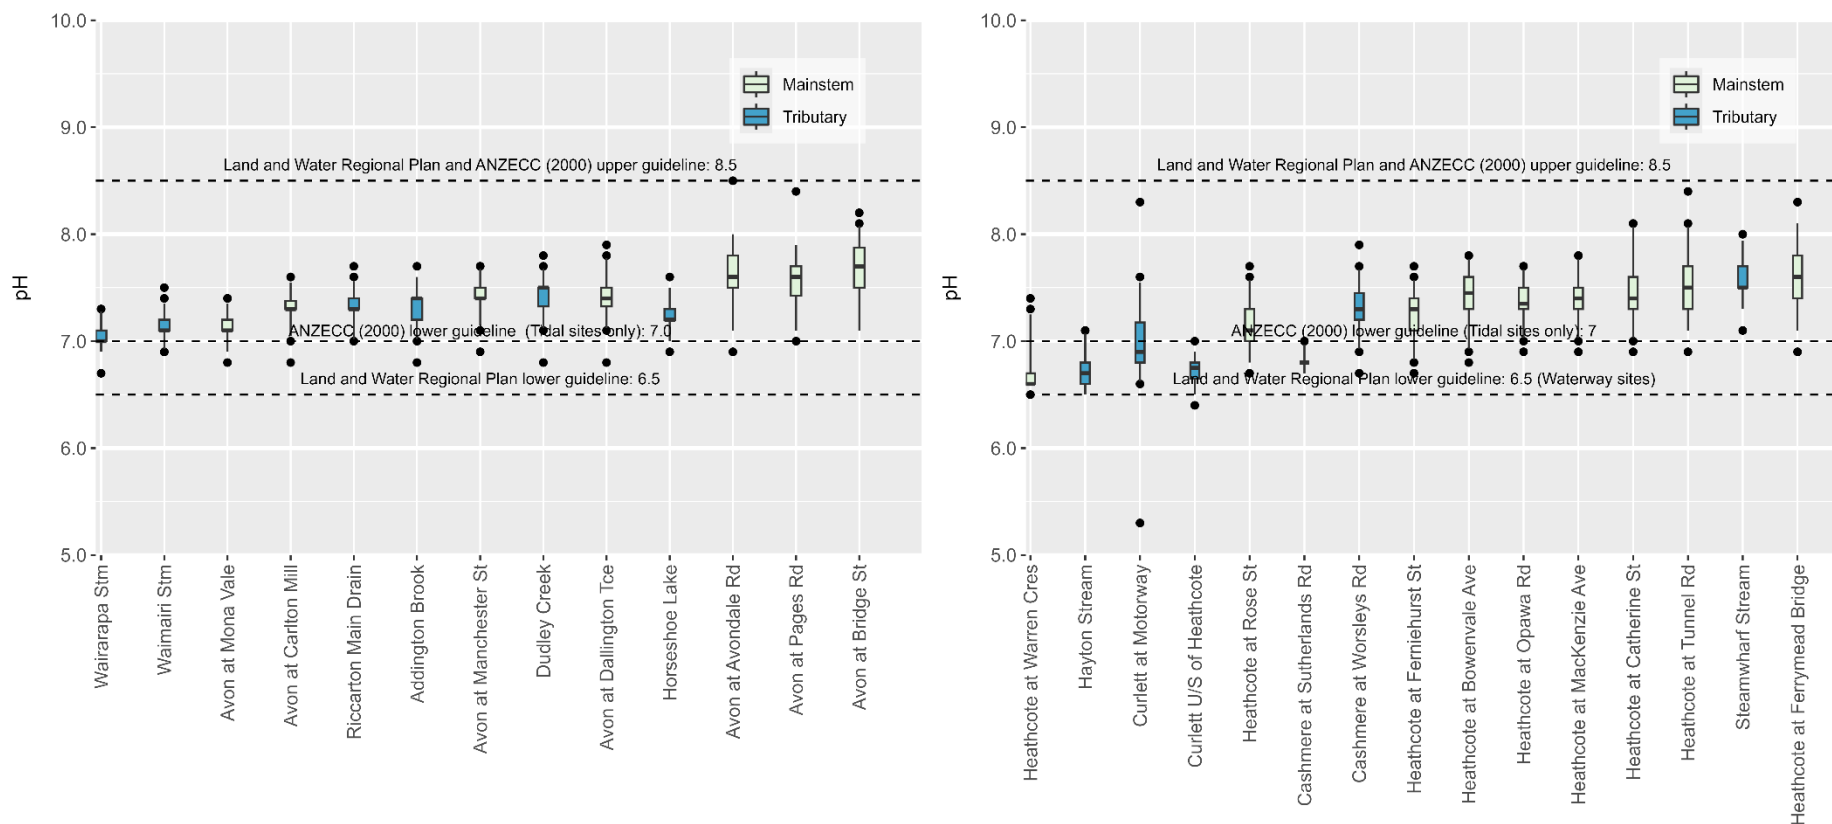 10.0
9.0
8.0
7.0
6.0
5.0
pH
Mainstem
Tributary
Land and Water Regional Plan and ANZECC (2000) upper guideline: 8.5
ANZECC (2000) lower guideline  (Tidal sites only): 7.0
Land and Water Regional Plan lower guideline: 6.5
Wairarapa Stm
Waimairi Stm
Avon at Mona Vale
Avon at Carlton Mill
Riccarton Main Drain
Addington Brook
Avon at Manchester St
Dudley Creek
Avon at Dallington Tce
Horseshoe Lake
Avon at Avondale Rd
Avon at Pages Rd
Avon at Bridge St
10.0
9.0
8.0
7.0
6.0
5.0
pH
Mainstem
Tributary
Land and Water Regional Plan and ANZECC (2000) upper guideline: 8.5
ANZECC (2000) lower guideline (Tidal sites only): 7
Land and Water Regional Plan lower guideline: 6.5 (Waterway sites)
Heathcote at Warren Cres
Hayton Stream
Curlett at Motorway
Curlett U/S of Heathcote
Heathcote at Rose St
Cashmere at Sutherlands Rd
Cashmere at Worsleys Rd
Heathcote at Ferniehurst St
Heathcote at Bowenvale Ave
Heathcote at Opawa Rd
Heathcote at MacKenzie Ave
Heathcote at Catherine St
Heathcote at Tunnel Rd
Steamwharf Stream
Heathcote at Ferrymead Bridge